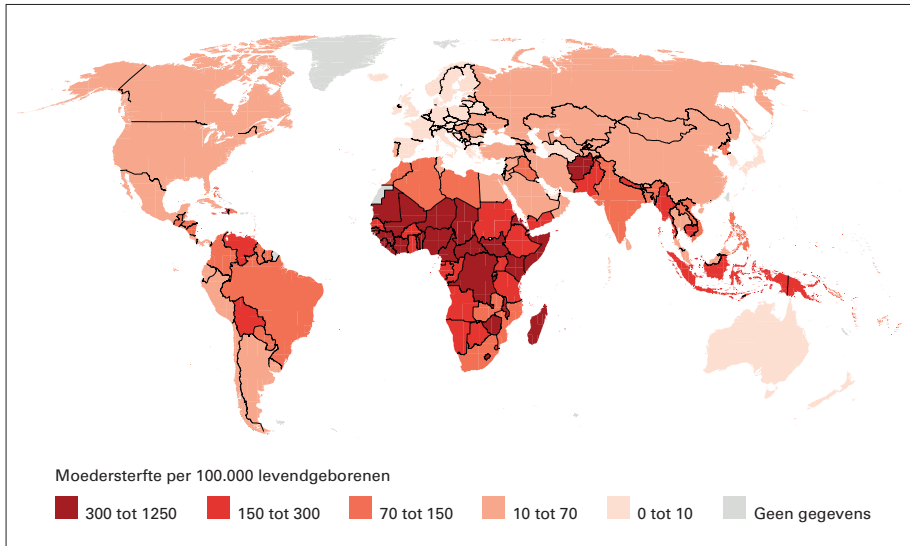 Moedersterfte per 100.000 levendgeborenen
300 tot 1250 150 tot 300 70 tot 150 10 tot 70 0 tot 10 Geen gegevens